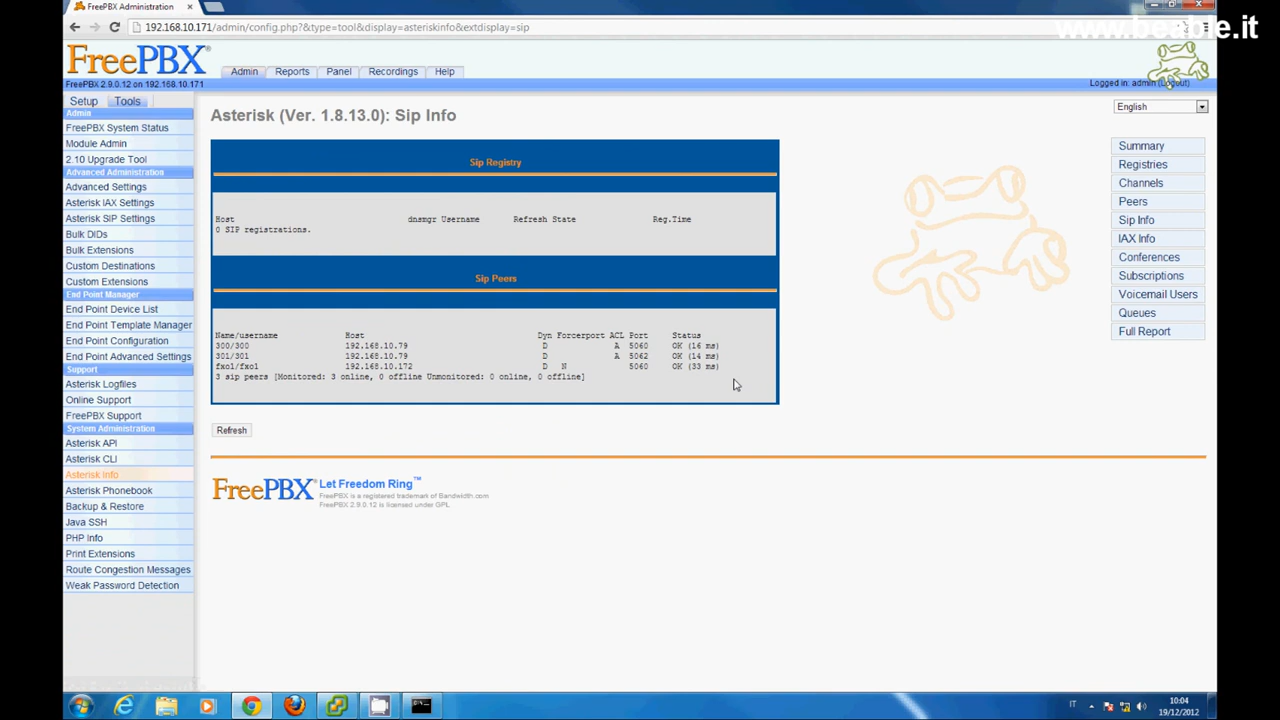 FreePBX Administration
192.168.10.171/admin/config.php?&type=tool&display=asteriskinfo&extdisplay=sip
www.beable.it
FreePBX®
Admin
Reports
Panel
Recordings
Help
FreePBX 2.9.0.12 on 192.168.10.171
Logged in: admin (Logout)
Setup
Tools
English
Admin
FreePBX System Status
Module Admin
2.10 Upgrade Tool
Advanced Administration
Advanced Settings
Asterisk IAX Settings
Asterisk SIP Settings
Bulk DIDs
Bulk Extensions
Custom Destinations
Custom Extensions
End Point Manager
End Point Device List
End Point Template Manager
End Point Configuration
End Point Advanced Settings
Support
Asterisk Logfiles
Online Support
FreePBX Support
System Administration
Asterisk API
Asterisk CLI
Asterisk Info
Asterisk Phonebook
Backup & Restore
Java SSH
PHP Info
Print Extensions
Route Congestion Messages
Weak Password Detection
Asterisk (Ver. 1.8.13.0): Sip Info
Sip Registry
Host dnsmgr Username Refresh State Reg.Time
0 SIP registrations.
Sip Peers
Name/username Host Dyn Forcerport ACL Port Status
300/300 192.168.10.79 D A 5060 OK (16 ms)
301/301 192.168.10.79 D A 5062 OK (14 ms)
fxo1/fxo1 192.168.10.172 D N 5060 OK (33 ms)
3 sip peers [Monitored: 3 online, 0 offline Unmonitored: 0 online, 0 offline]
Refresh
FreePBX Let Freedom Ring™
FreePBX is a registered trademark of Bandwidth.com
FreePBX 2.9.0.12 is licensed under GPL
Summary
Registries
Channels
Peers
Sip Info
IAX Info
Conferences
Subscriptions
Voicemail Users
Queues
Full Report
IT
10:04
19/12/2012